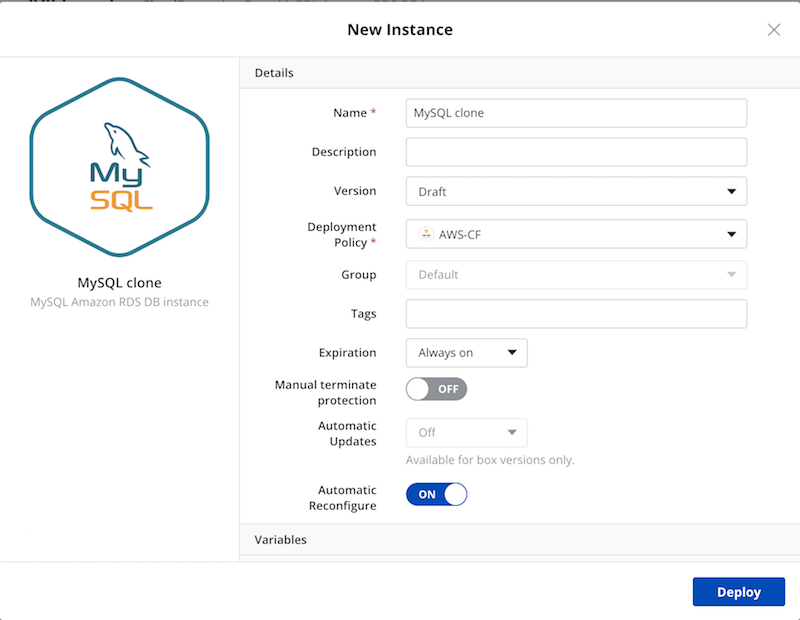 New Instance
Details
My
SQL
MySQL clone
MySQL Amazon RDS DB instance
Name *
MySQL clone
Description
Version
Draft
Deployment
Policy *
AWS-CF
Group
Default
Tags
Expiration
Always on
Manual terminate
protection
OFF
Automatic
Updates
Off
Available for box versions only.
Automatic
Reconfigure
ON
Variables
Deploy